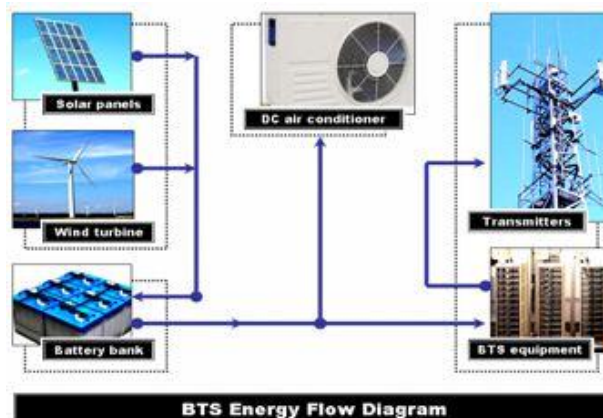 Solar panels
DC air conditioner
Wind turbine
Transmitters
Battery bank
BTS equipment
BTS Energy Flow Diagram